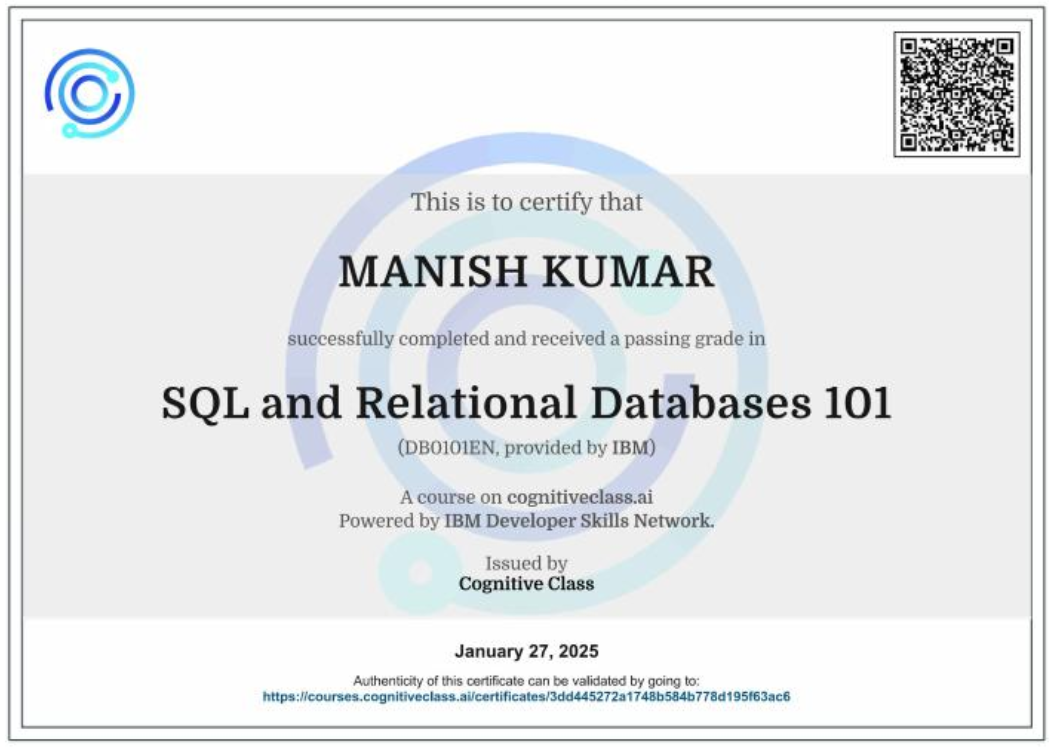 This is to certify that
MANISH KUMAR
successfully completed and received a passing grade in
SQL and Relational Databases 101
(DB0101EN, provided by IBM)
A course on cognitiveclass.ai
Powered by IBM Developer Skills Network.
Issued by
Cognitive Class
January 27, 2025
Authenticity of this certificate can be validated by going to:
https://courses.cognitiveclass.ai/certificates/3dd445272a1748b584b778d195f63ac6